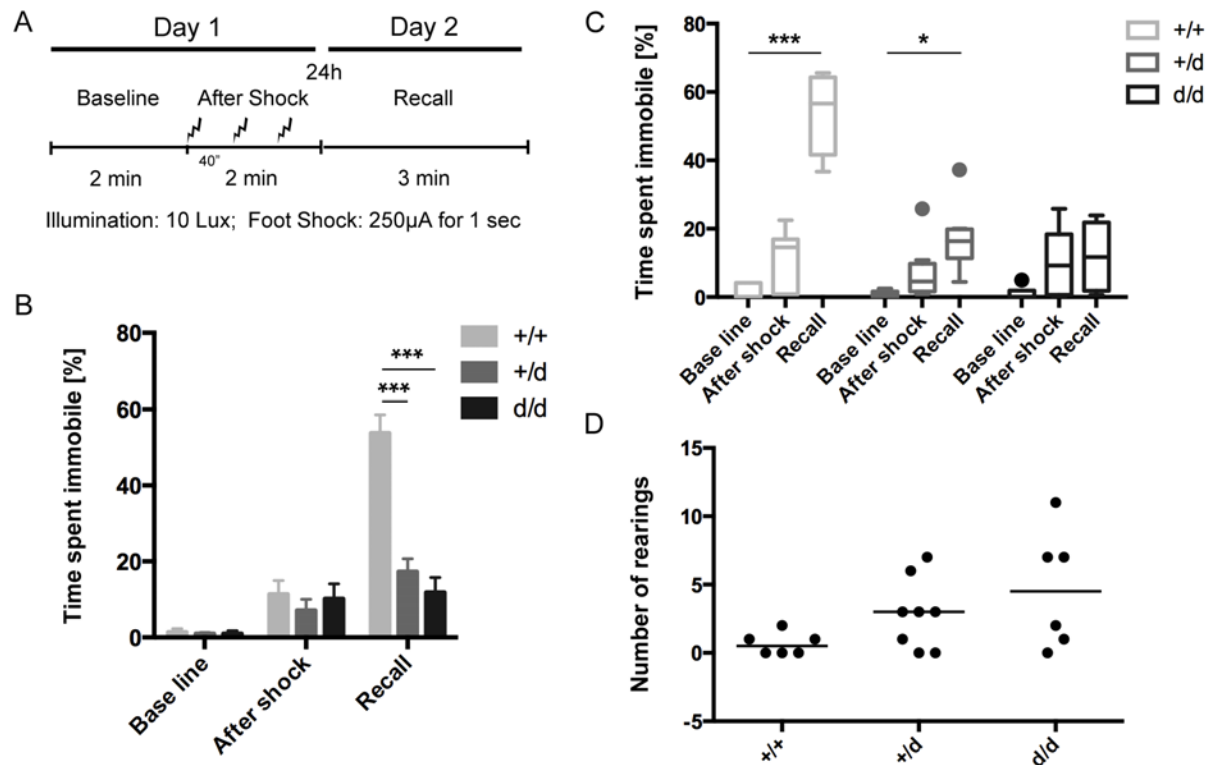 A
Day 1 Day 2
24h
Baseline After Shock Recall
40"
2 min 2 min 3 min
Illumination: 10 Lux; Foot Shock: 250µA for 1 sec
B
Time spent immobile [%]
80
60
40
20
0
+/+
+/d
d/d
***
***
Base line
After shock
Recall
C
Time spent immobile [%]
80
60
40
20
0
*** *
+/+
+/d
d/d
Base line
After shock
Recall
Base line
After shock
Recall
Base line
After shock
Recall
D
Number of rearings
15
10
5
0
-5
+/+
+/d
d/d